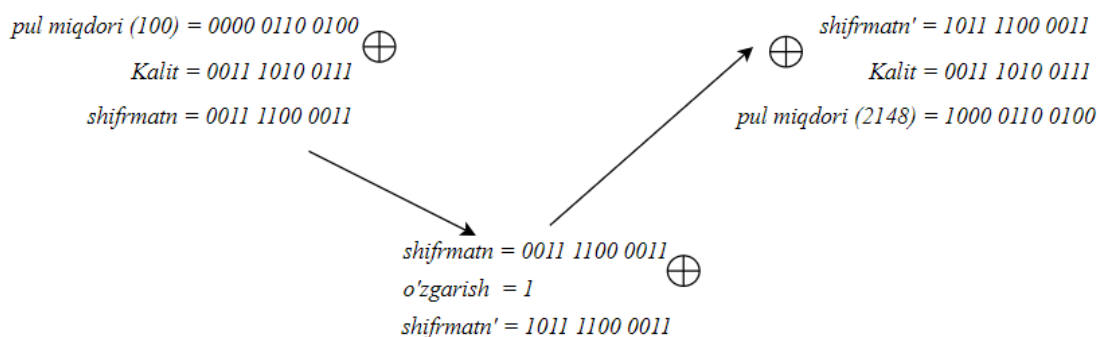 pul miqdori (100) = 0000 0110 0100
Kalit = 0011 1010 0111
shifrmatn = 0011 1100 0011
shifrmatn = 0011 1100 0011
o'zgarish = 1
shifrmatn' = 1011 1100 0011
shifrmatn' = 1011 1100 0011
Kalit = 0011 1010 0111
pul miqdori (2148) = 1000 0110 0100